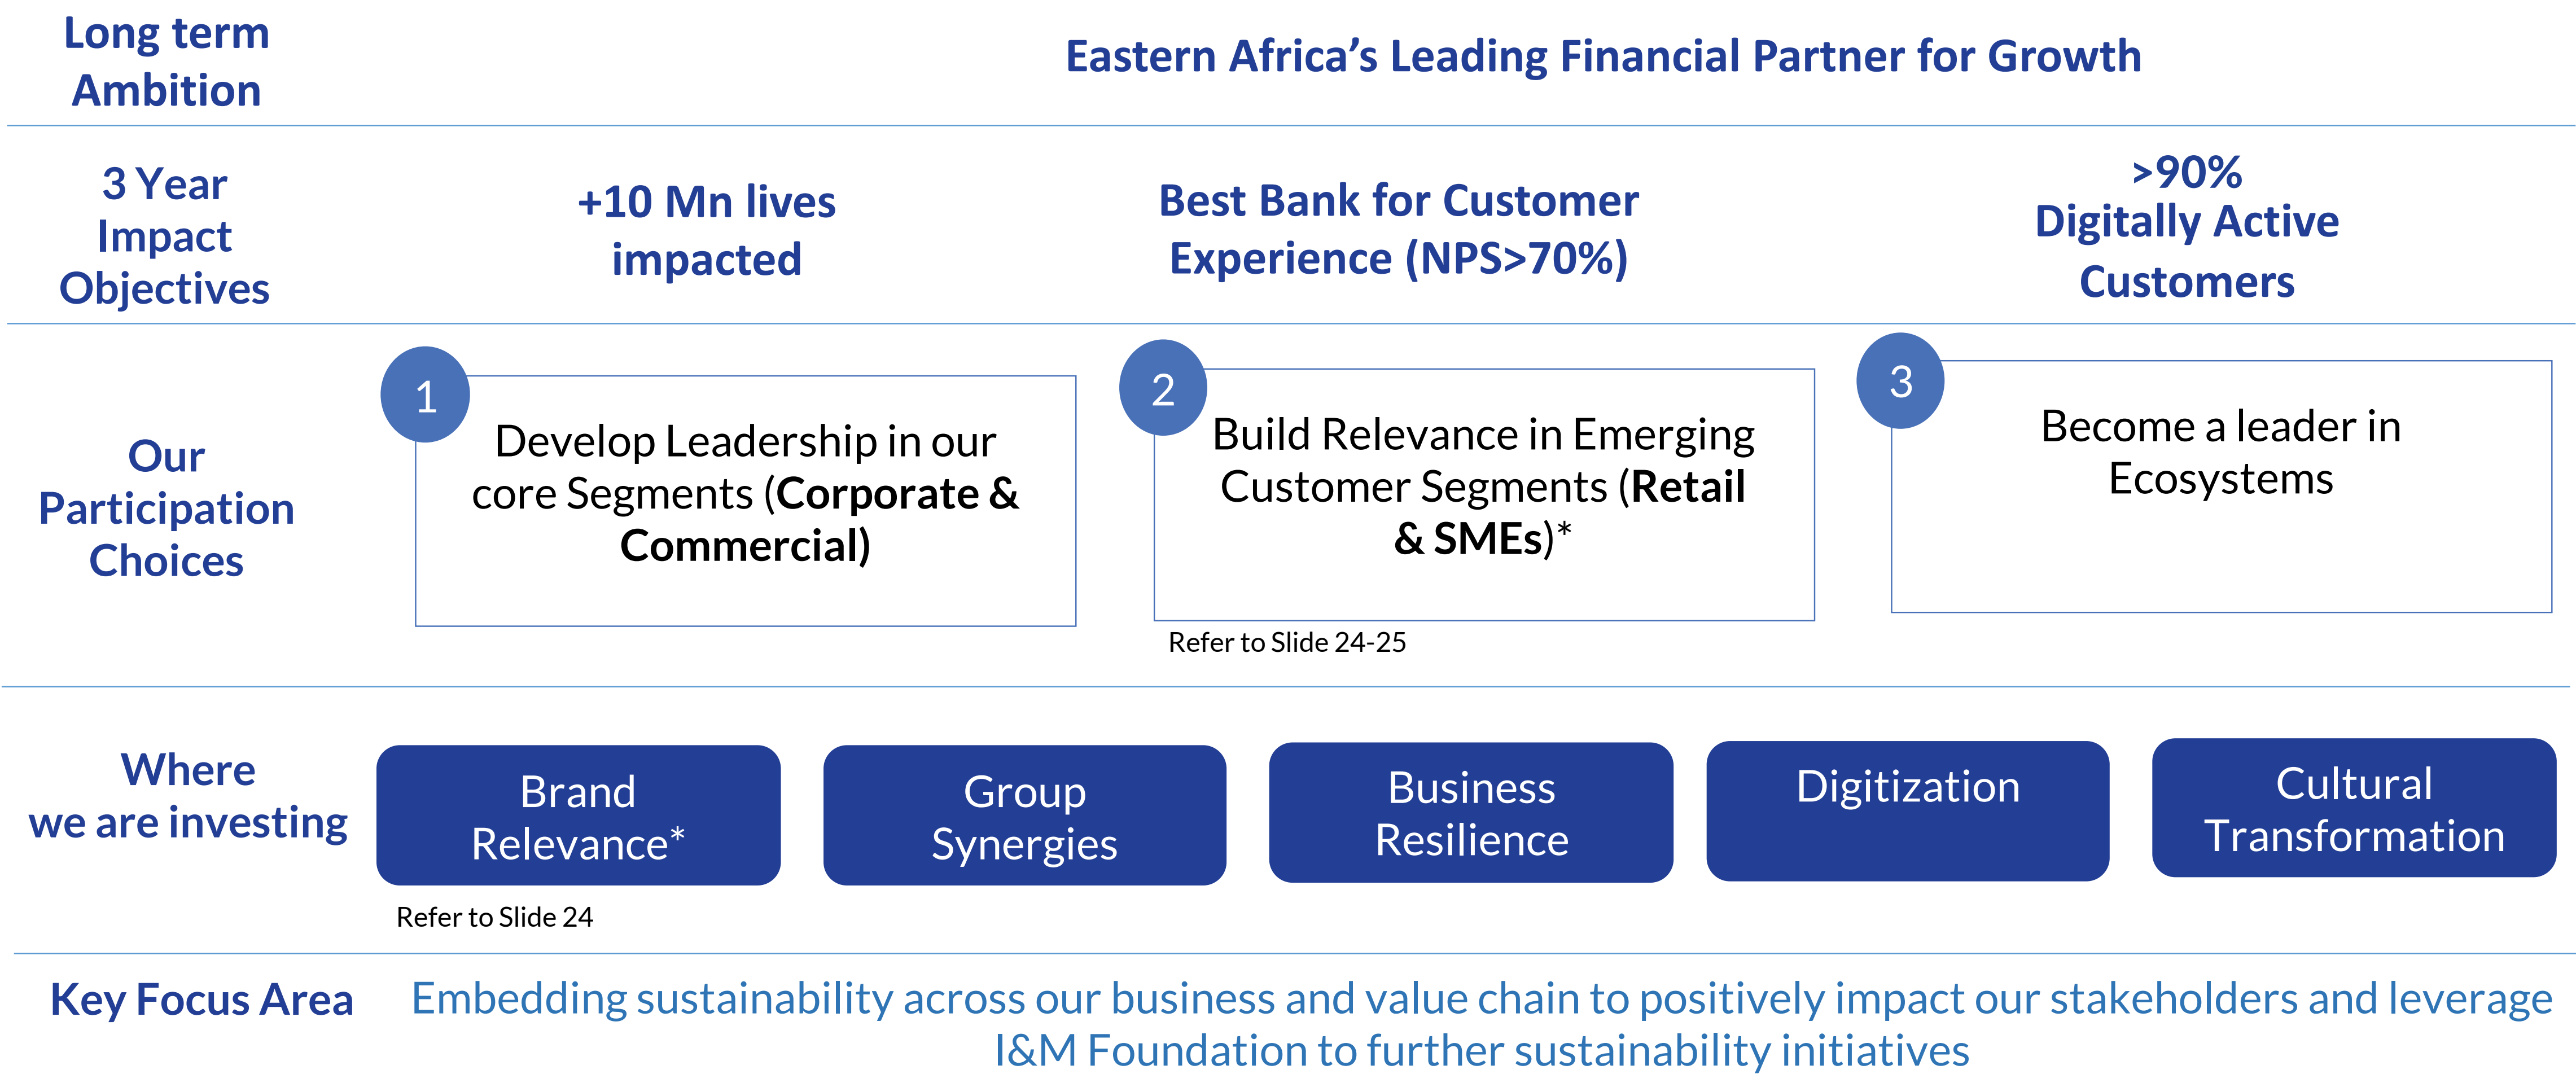 Long term
Ambition
Eastern Africa’s Leading Financial Partner for Growth
3 Year
Impact
Objectives
+10 Mn lives
impacted
Best Bank for Customer
Experience (NPS>70%)
>90%
Digitally Active
Customers
Our
Participation
Choices
1
Develop Leadership in our
core Segments (Corporate &
Commercial)
2
Build Relevance in Emerging
Customer Segments (Retail
& SMEs)*
Refer to Slide 24-25
3
Become a leader in
Ecosystems
Where
we are investing
Brand
Relevance*
Refer to Slide 24
Group
Synergies
Business
Resilience
Digitization
Cultural
Transformation
Key Focus Area
Embedding sustainability across our business and value chain to positively impact our stakeholders and leverage
I&M Foundation to further sustainability initiatives